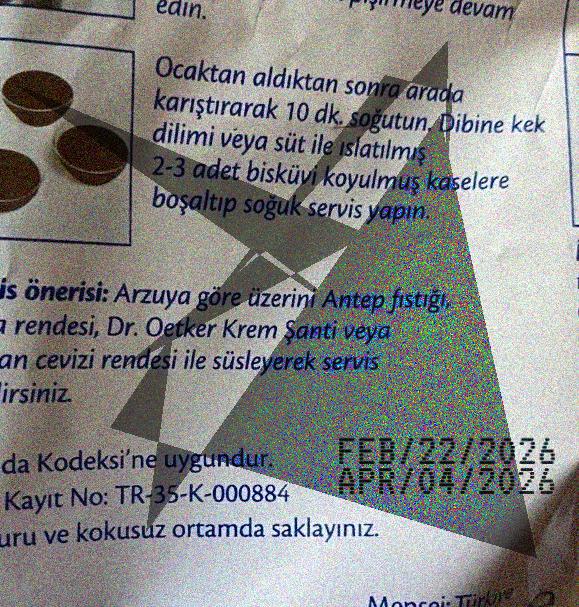 edin.
meye devam
Ocaktan aldıktan sonra arada
karıştırarak 10 dk. soğutun. Dibine kek
dilimi veya süt ile ıslatılmış
2-3 adet bisküvi koyulmuş kaselere
boşaltıp soğuk servis yapın.
is önerisi: Arzuya göre üzerini Antep fıstığı,
a rendesi, Dr. Oetker Krem Şanti veya
an cevizi rendesi ile süsleyerek servis
irsiniz.
da Kodeksi'ne uygundur.
FEB/22/2026
Kayıt No: TR-35-K-000884
APR/04/2026
uru ve kokusuz ortamda saklayınız.
Menşei: Türkiye